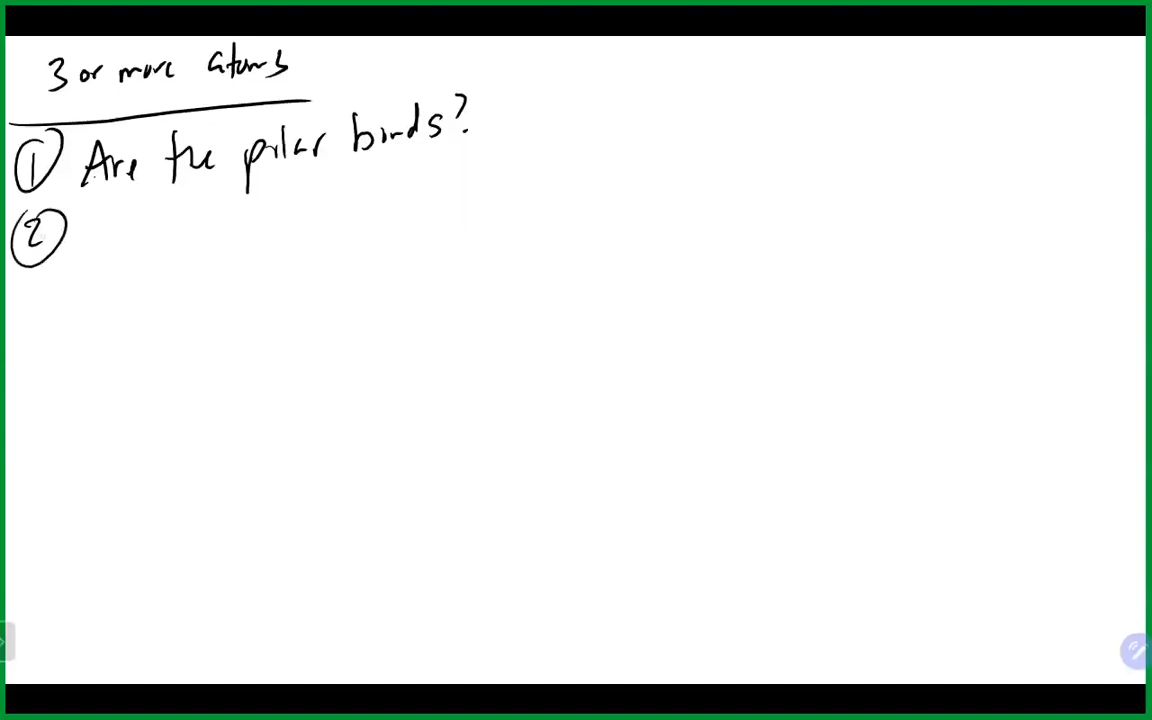 3 or more atoms
① Are the polar bonds?
②